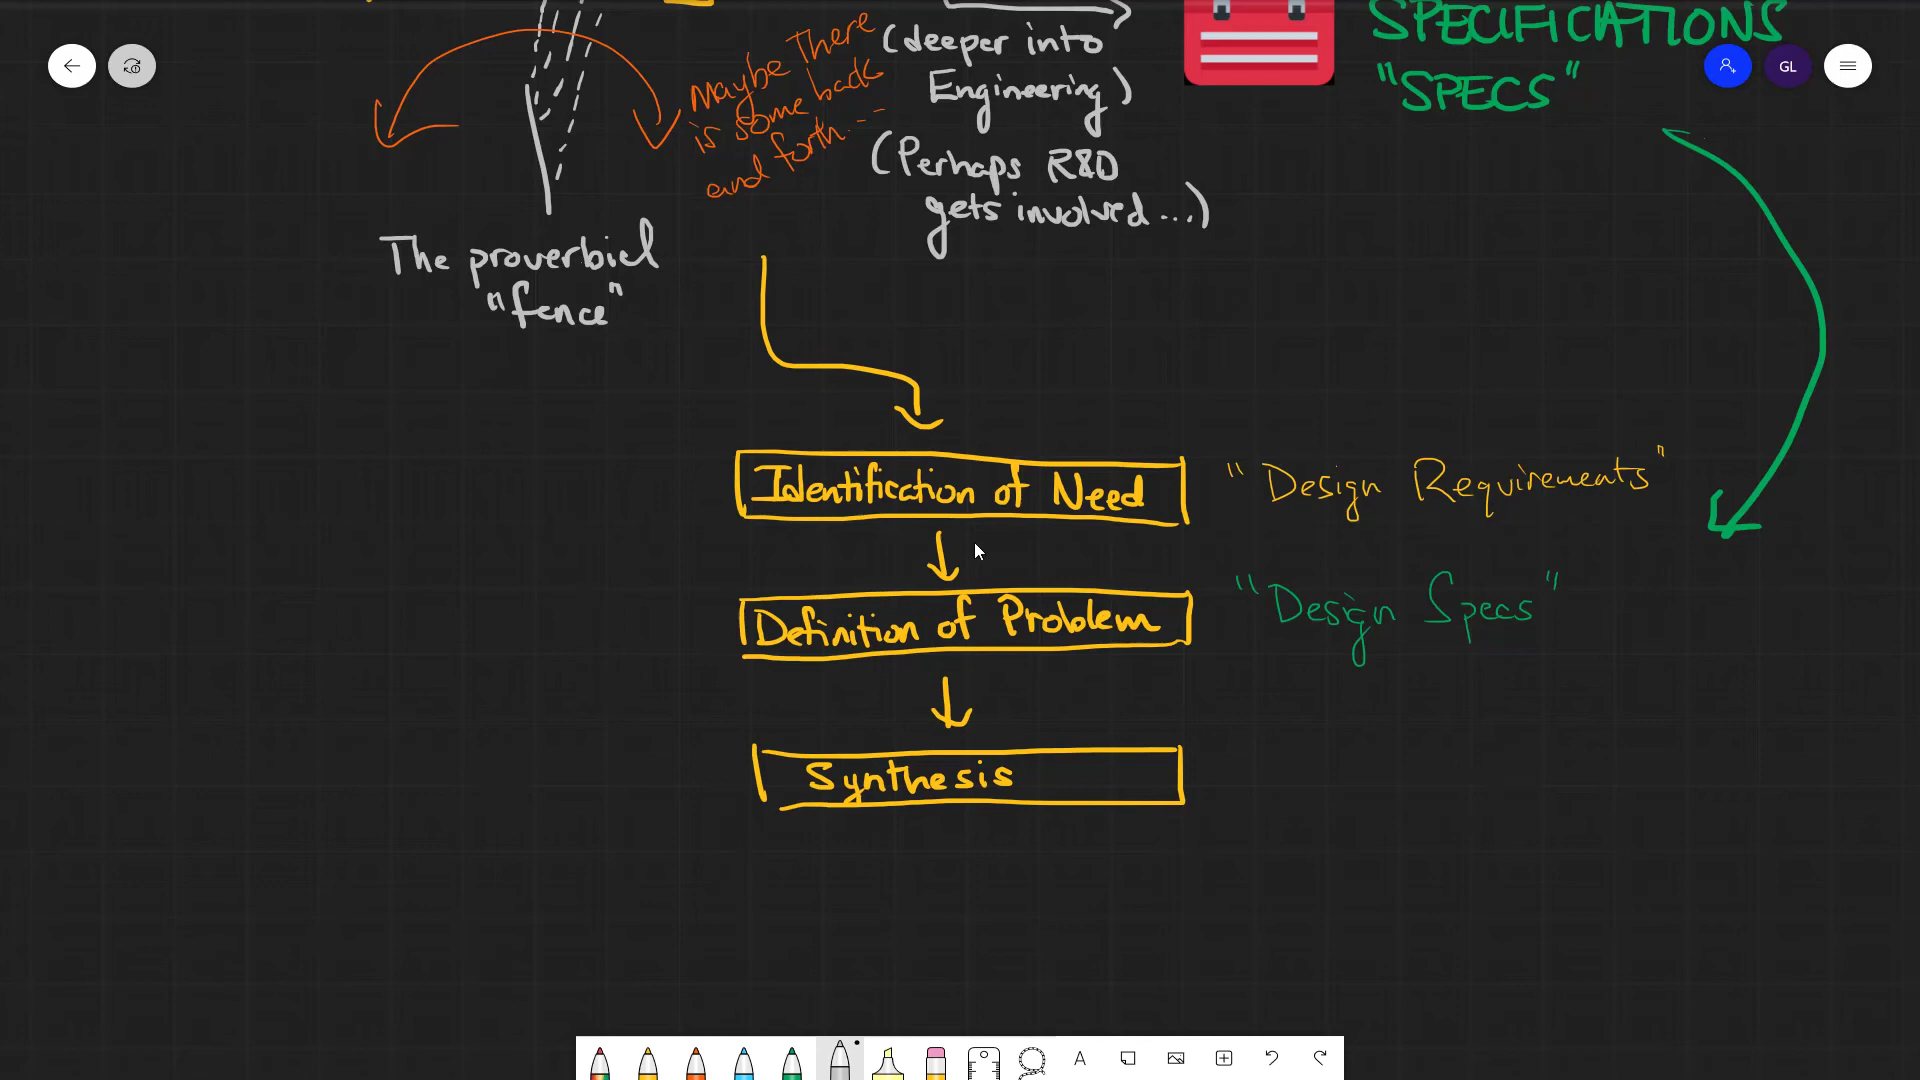 SPECIFICATIONS
"SPECS"
GL
Maybe There
is some back
and forth...
(deeper into
Engineering)
(Perhaps R&D
gets involved...)
The proverbial
"fence"
Identification of Need
"Design Requirements"
Definition of Problem
"Design Specs"
Synthesis
A